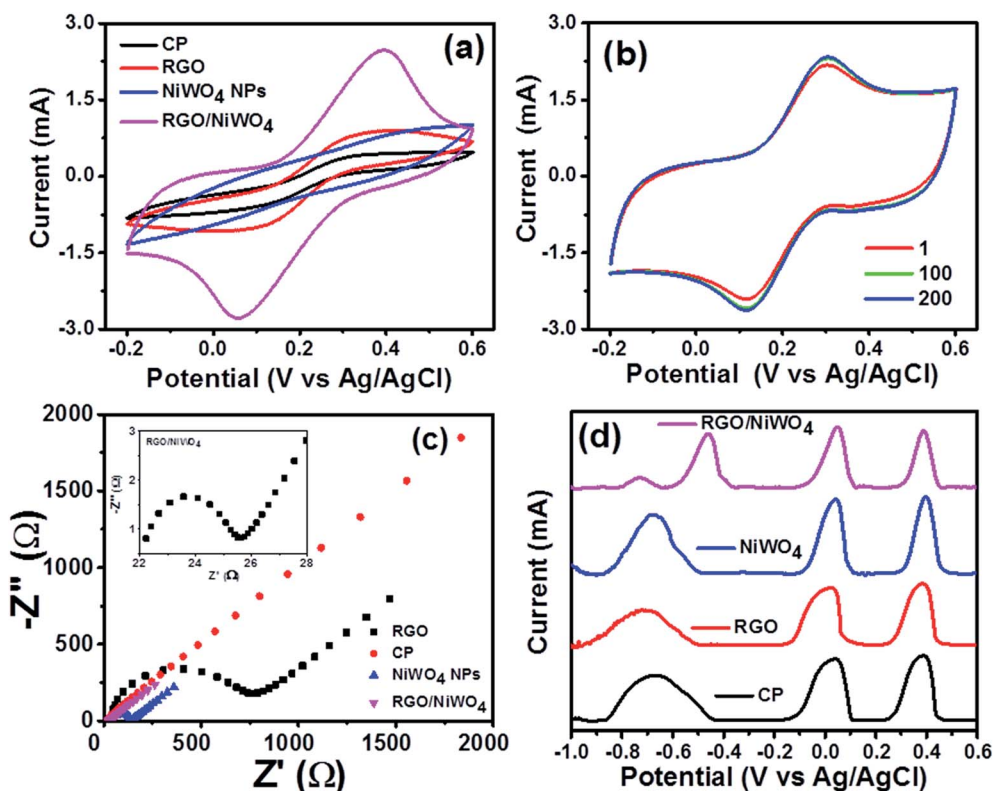 (a)
3.0
1.5
0.0
-1.5
-3.0
Current (mA)
CP
RGO
NiWO4 NPs
RGO/NiWO4
-0.2 0.0 0.2 0.4 0.6
Potential (V vs Ag/AgCl)
(b)
3.0
1.5
0.0
-1.5
-3.0
Current (mA)
1
100
200
-0.2 0.0 0.2 0.4 0.6
Potential (V vs Ag/AgCl)
(c)
2000
1750
1500
1250
1000
750
500
250
0
-Z'' (Ω)
RGO/NiWO4
3
2
1
-Z'' (Ω)
22 24 26 28
Z' (Ω)
RGO
CP
NiWO4 NPs
RGO/NiWO4
0 500 1000 1500 2000
Z' (Ω)
(d)
Current (mA)
RGO/NiWO4
NiWO4
RGO
CP
-1.0 -0.8 -0.6 -0.4 -0.2 0.0 0.2 0.4 0.6
Potential (V vs Ag/AgCl)